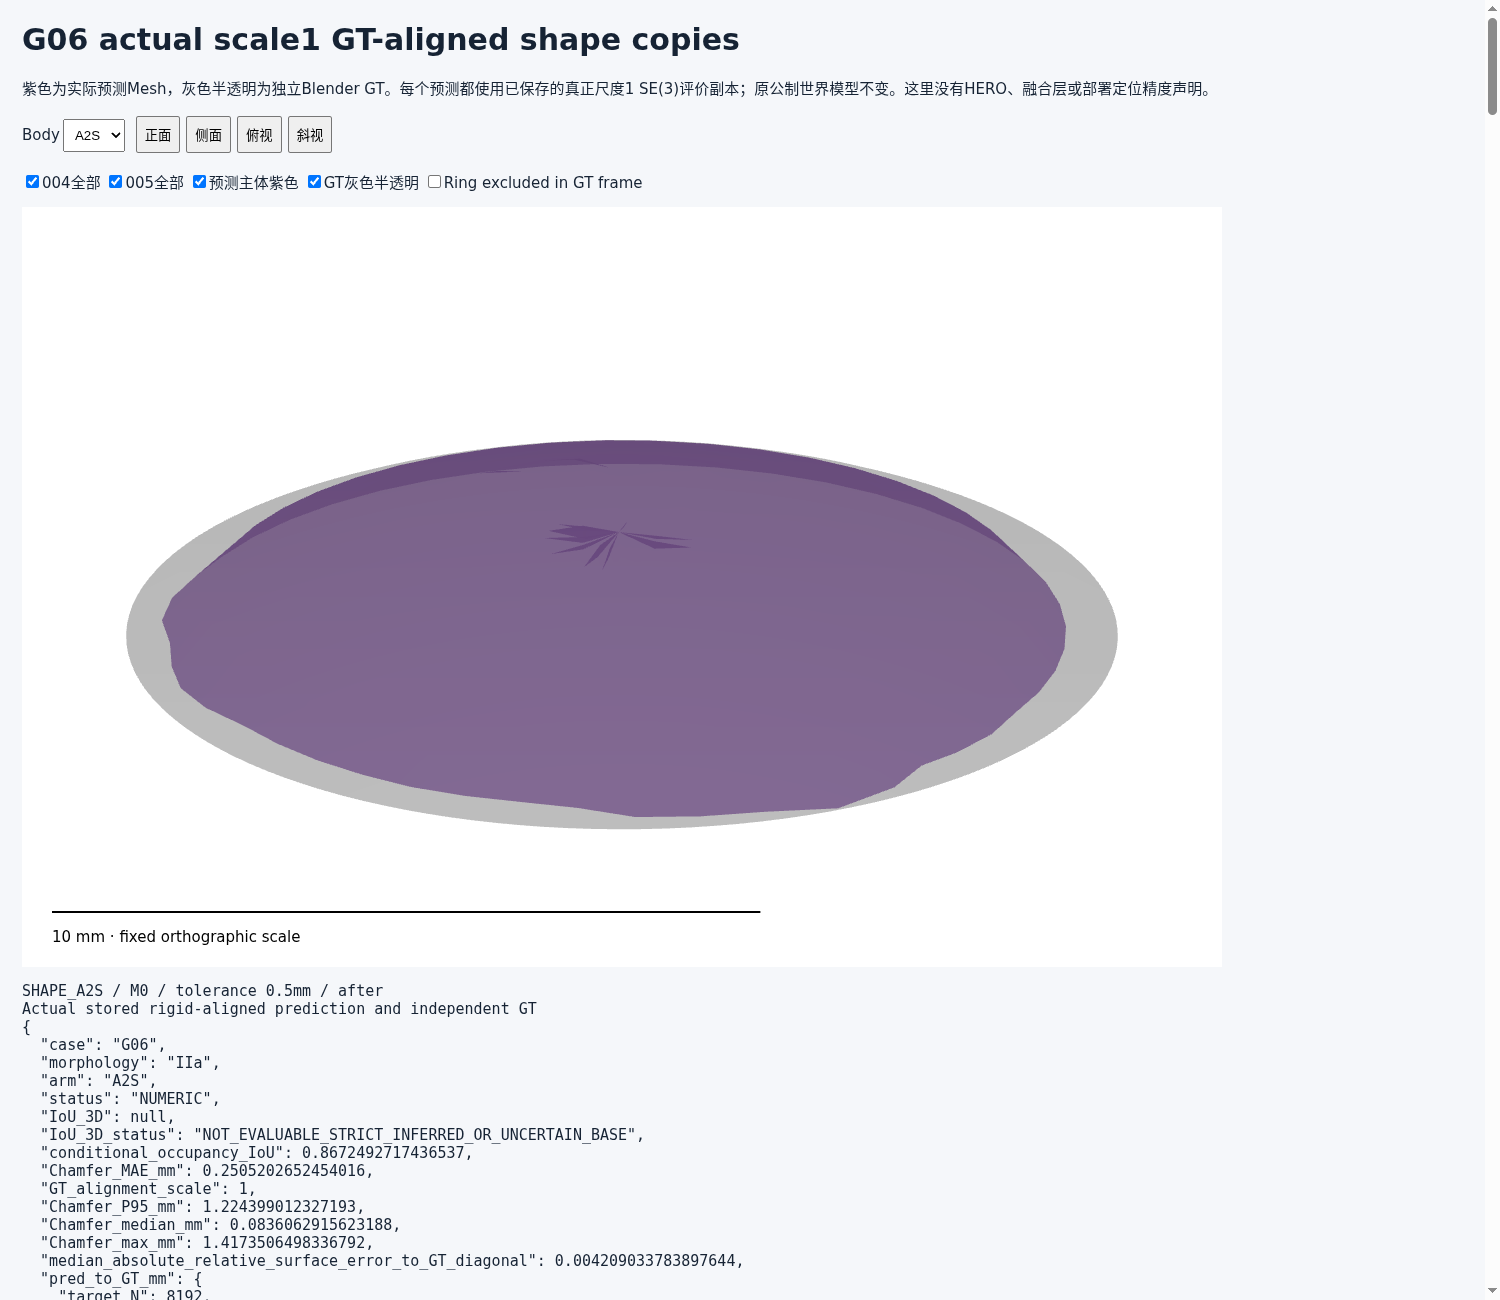 G06 actual scale1 GT-aligned shape copies
紫色为实际预测Mesh，灰色半透明为独立Blender GT。每个预测都使用已保存的真正尺度1 SE(3)评价副本；原公制世界模型不变。这里没有HERO、融合层或部署定位精度声明。
Body A2S 正面 侧面 俯视 斜视
004全部 005全部 预测主体紫色 GT灰色半透明 Ring excluded in GT frame
10 mm · fixed orthographic scale
SHAPE_A2S / M0 / tolerance 0.5mm / after
Actual stored rigid-aligned prediction and independent GT
{
"case": "G06",
"morphology": "IIa",
"arm": "A2S",
"status": "NUMERIC",
"IoU_3D": null,
"IoU_3D_status": "NOT_EVALUABLE_STRICT_INFERRED_OR_UNCERTAIN_BASE",
"conditional_occupancy_IoU": 0.8672492717436537,
"Chamfer_MAE_mm": 0.2505202652454016,
"GT_alignment_scale": 1,
"Chamfer_P95_mm": 1.224399012327193,
"Chamfer_median_mm": 0.0836062915623188,
"Chamfer_max_mm": 1.4173506498336792,
"median_absolute_relative_surface_error_to_GT_diagonal": 0.004209033783897644,
"pred_to_GT_mm": {
"target_N": 8192,